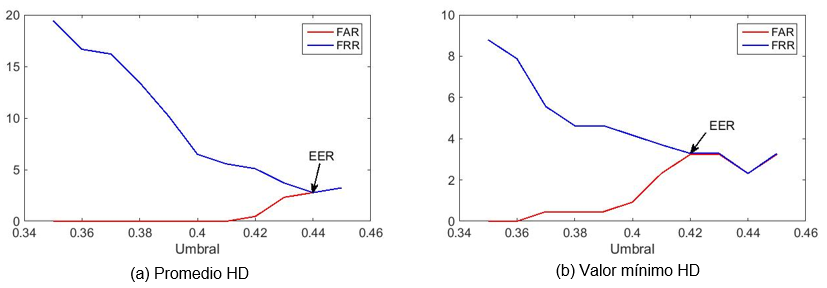 20
15
10
5
0
0.34 0.36 0.38 0.4 0.42 0.44 0.46
Umbral
FAR
FRR
EER
(a) Promedio HD
10
8
6
4
2
0
0.34 0.36 0.38 0.4 0.42 0.44 0.46
Umbral
FAR
FRR
EER
(b) Valor mínimo HD